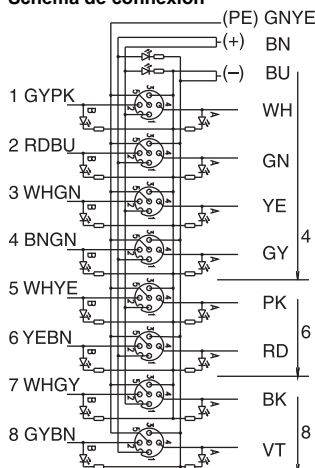 Schéma de connexion
(PE) GNYE
(+) BN
(–) BU
1 GYPK B A WH
2 RDBU B A GN
3 WHGN B A YE
4 BNGN B A GY
4
5 WHYE B A PK
6 YEBN B A RD
6
7 WHGY B A BK
8 GYBN B A VT
8